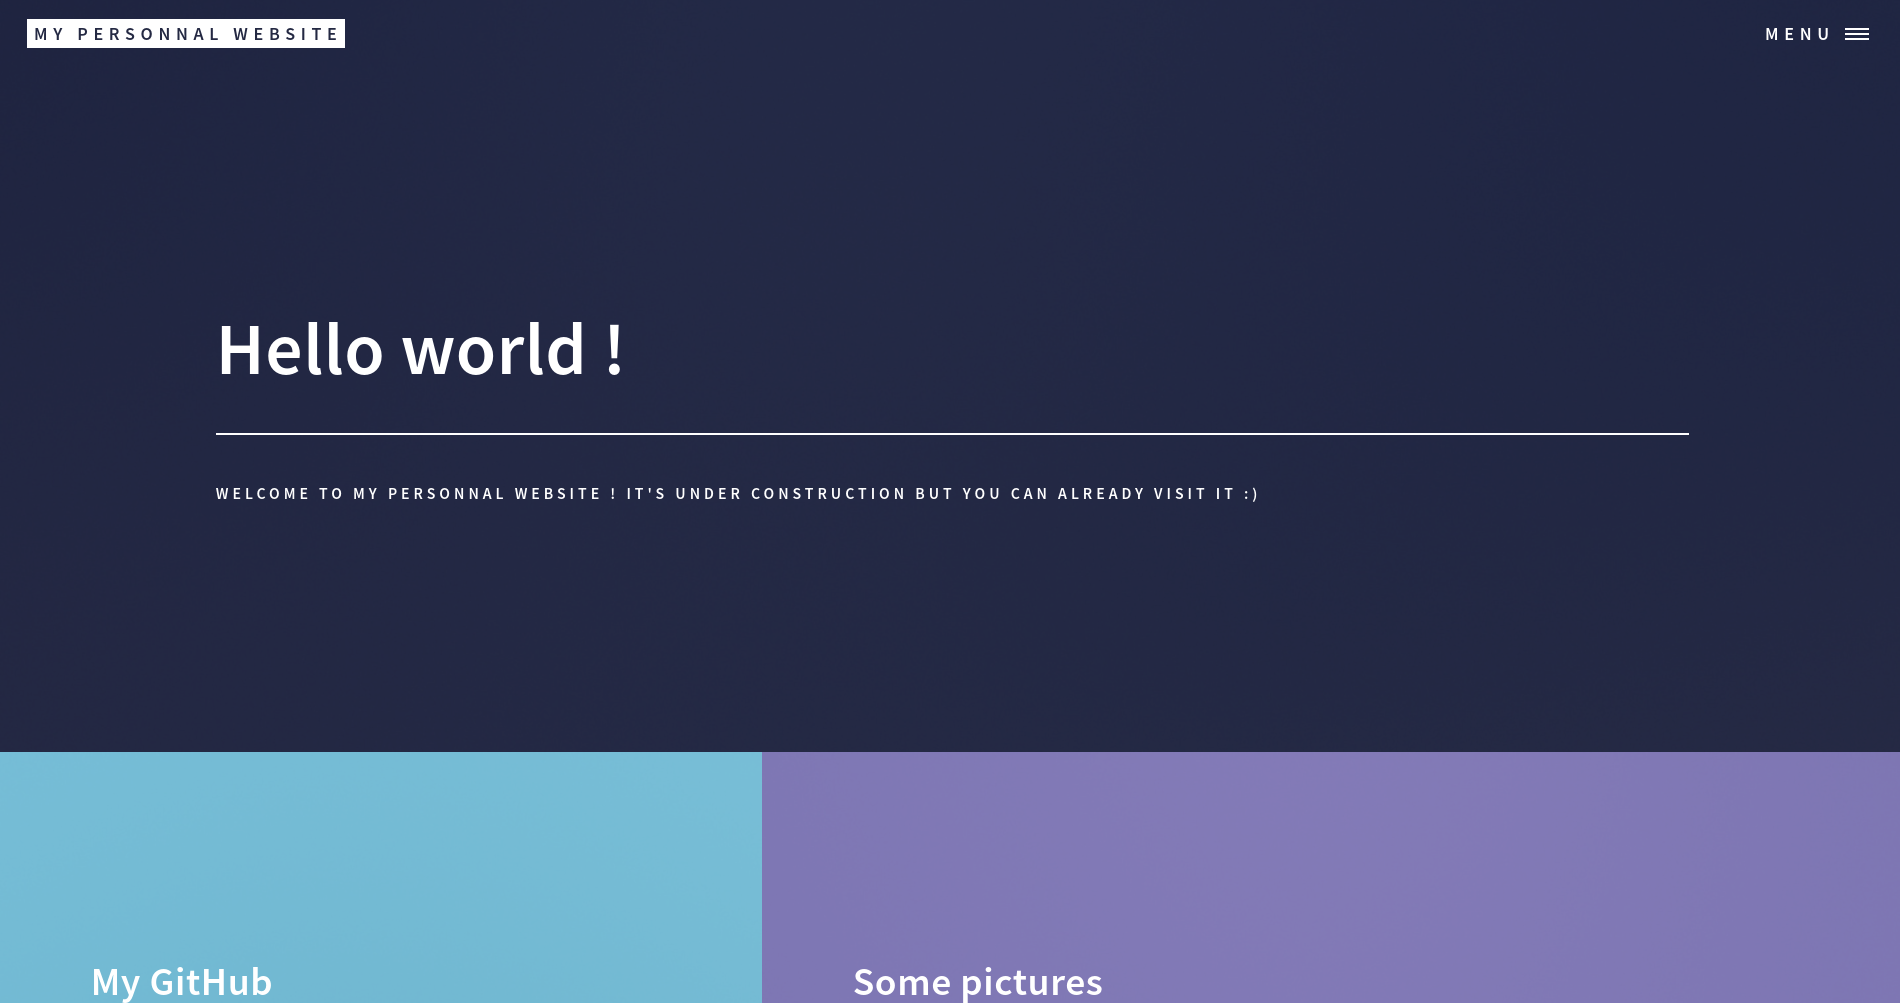 MY PERSONNAL WEBSITE
MENU
Hello world !
WELCOME TO MY PERSONNAL WEBSITE ! IT'S UNDER CONSTRUCTION BUT YOU CAN ALREADY VISIT IT :)
My GitHub
Some pictures